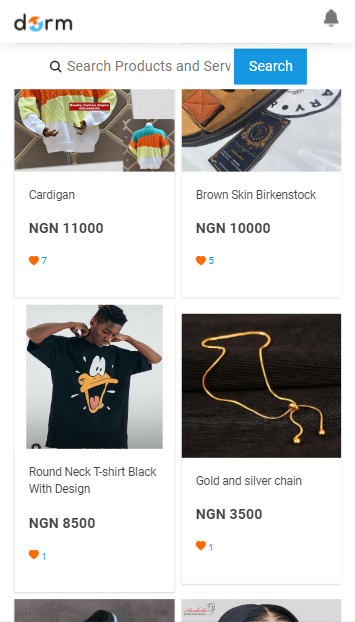 dorm
Search Products and Serv
Search
Cardigan
NGN 11000
7
Brown Skin Birkenstock
NGN 10000
5
Round Neck T-shirt Black
With Design
NGN 8500
1
Gold and silver chain
NGN 3500
1